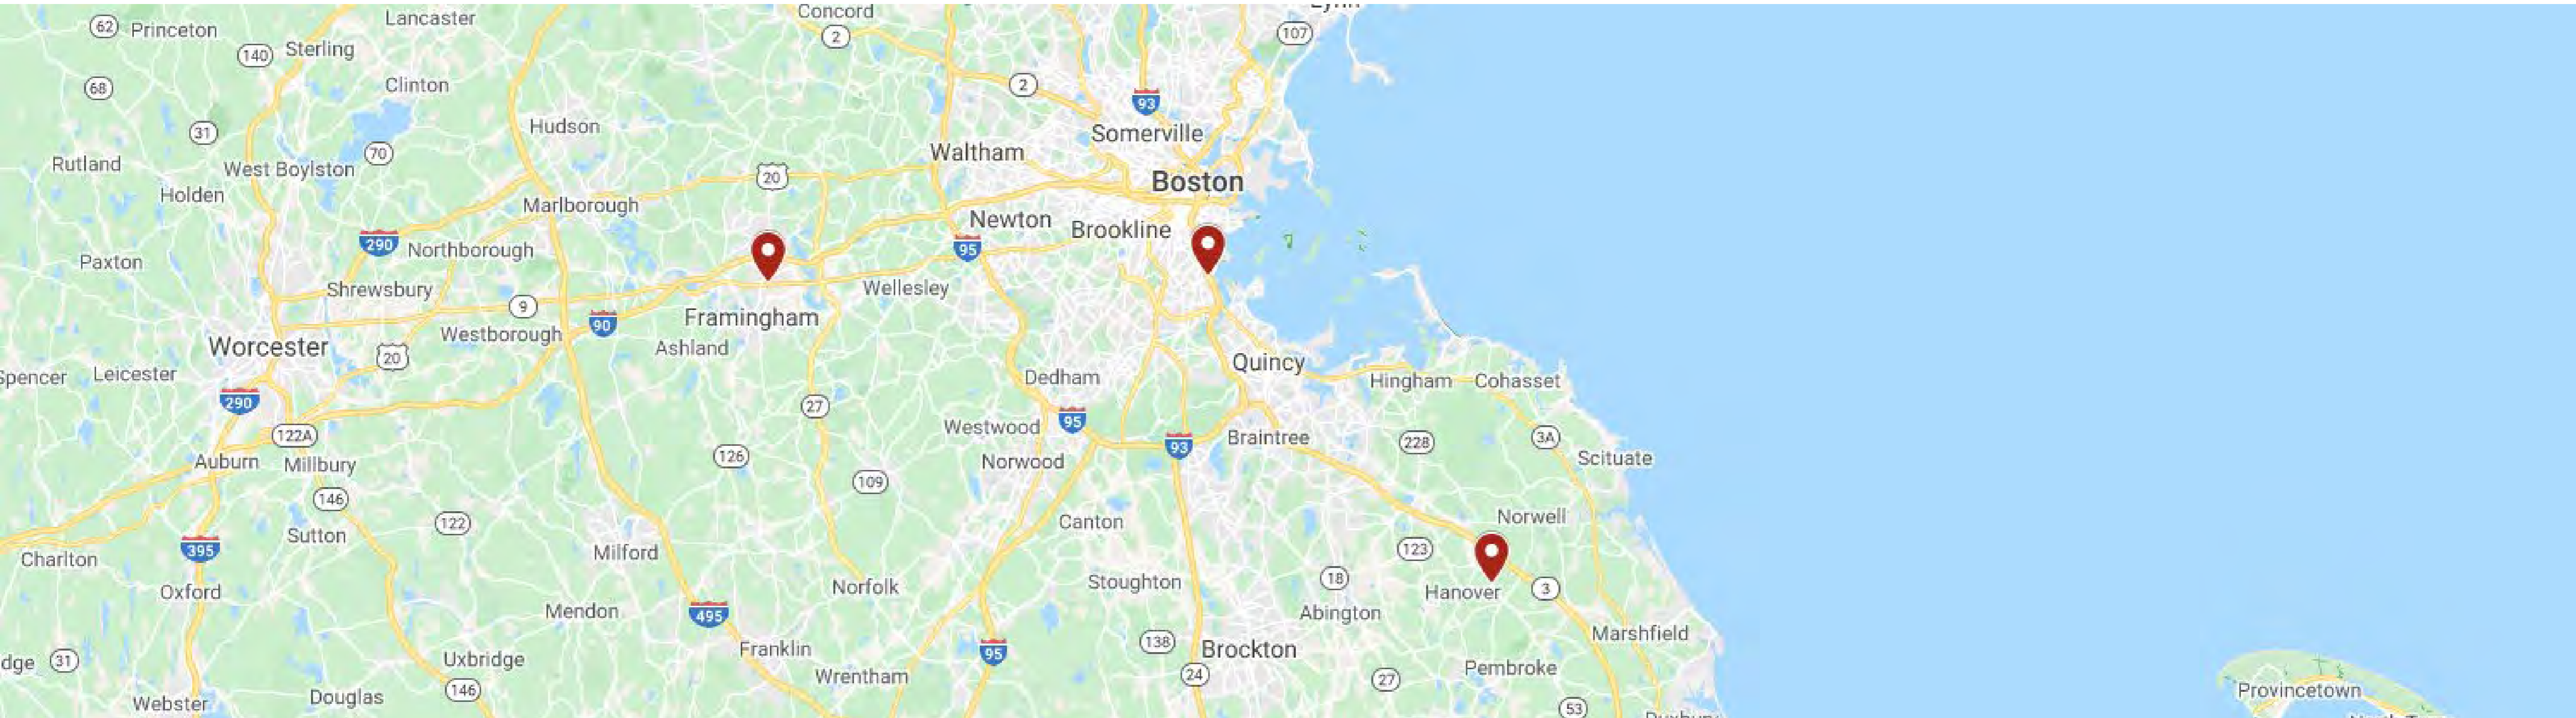 Lancaster
Concord
62
Princeton
107
2
140
Sterling
68
Clinton
2
93
31
Hudson
Somerville
Rutland
West Boylston
70
Waltham
20
Boston
Holden
Marlborough
Newton
Brookline
290
Northborough
95
Paxton
Shrewsbury
Wellesley
9
Framingham
90
Westborough
Worcester
Ashland
20
Quincy
Spencer
Leicester
Dedham
Hingham
Cohasset
290
27
95
122A
Westwood
Braintree
93
228
3A
Auburn
Millbury
126
Norwood
Scituate
109
146
122
Canton
Norwell
Sutton
395
Charlton
Milford
123
Oxford
Norfolk
Stoughton
18
Hanover
3
Mendon
495
Abington
Marshfield
Franklin
138
Brockton
95
dge
31
Uxbridge
Wrentham
24
27
Pembroke
146
Douglas
Webster
53
Provincetown